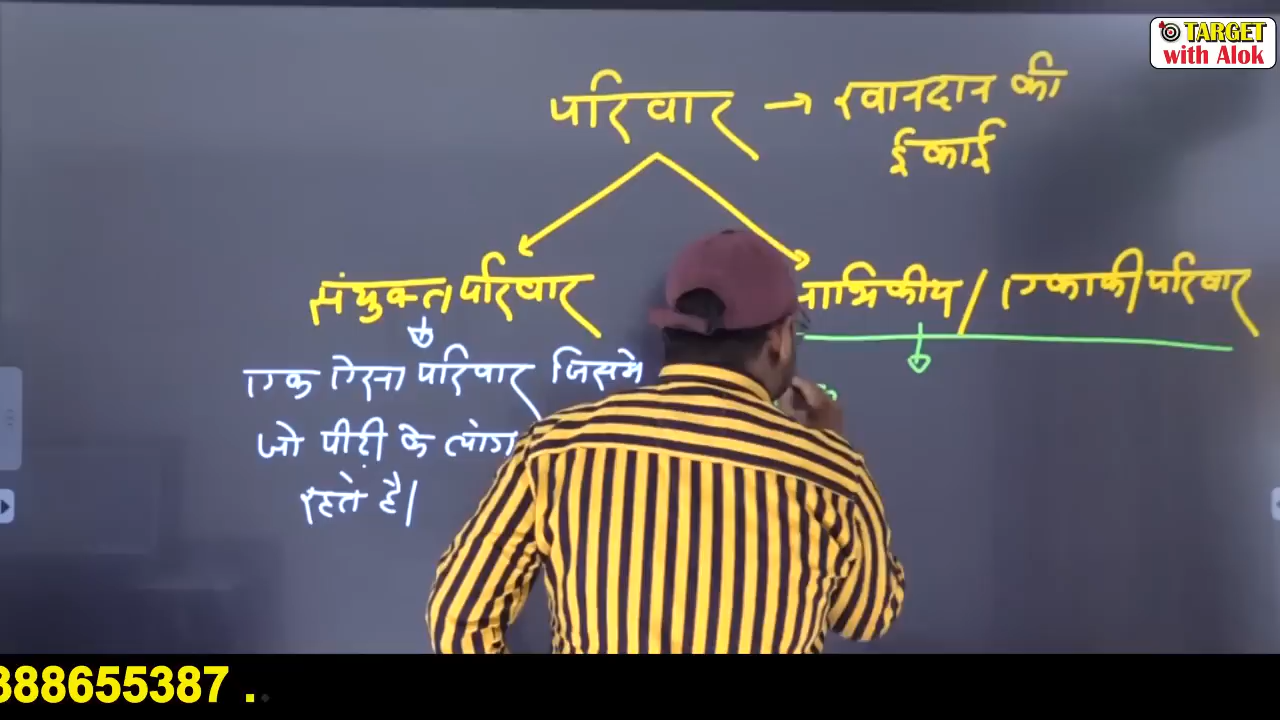 TARGET
with Alok
परिवार → खानदान की
ईकाई
संयुक्त परिवार
नाभिकीय / एकाकी परिवार
एक ऐसा परिवार जिसमे
जो पीढी के लोग
रहते है।
388655387 .